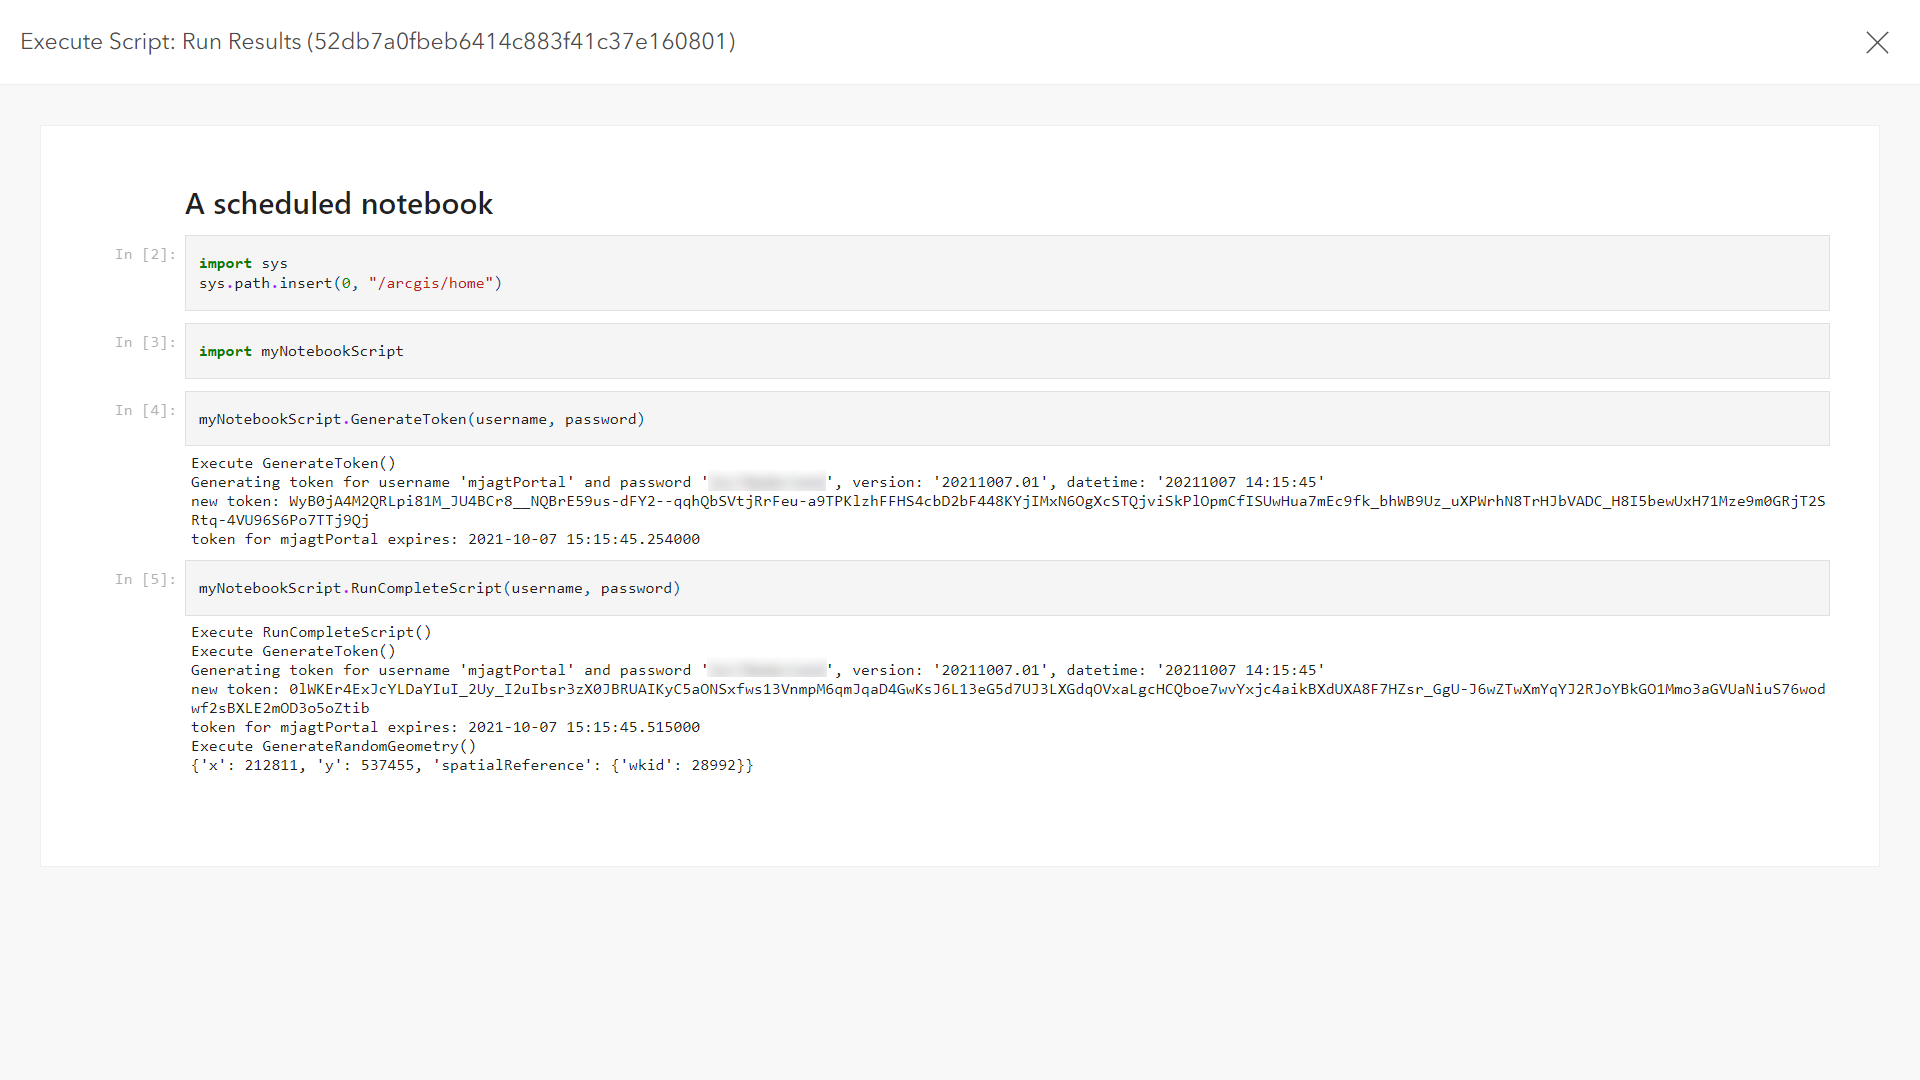 Execute Script: Run Results (52db7a0fbeb6414c883f41c37e160801)
A scheduled notebook
In [2]:
import sys
sys.path.insert(0, "/arcgis/home")
In [3]:
import myNotebookScript
In [4]:
myNotebookScript.GenerateToken(username, password)
Execute GenerateToken()
Generating token for username 'mjagtPortal' and password '', version: '20211007.01', datetime: '20211007 14:15:45'
new token: WyB0jA4M2QRLpi81M_JU4BCr8__NQBrE59us-dFY2--qqhQbSVtjRrFeu-a9TPKlzhFFHS4cbD2bF448KYjIMxN6OgXcSTQjviSkPlOpmCfISUwHua7mEc9fk_bhWB9Uz_uXPWrhN8TrHJbVADC_H8I5bewUxH71Mze9m0GRjT2S
Rtq-4VU96S6Po7TTj9Qj
token for mjagtPortal expires: 2021-10-07 15:15:45.254000
In [5]:
myNotebookScript.RunCompleteScript(username, password)
Execute RunCompleteScript()
Execute GenerateToken()
Generating token for username 'mjagtPortal' and password '', version: '20211007.01', datetime: '20211007 14:15:45'
new token: 0lWKEr4ExJcYLDaYIuI_2Uy_I2uIbsr3zX0JBRUAIKyC5aONSxfws13VnmpM6qmJqaD4GwKsJ6L13eG5d7UJ3LXGdqOVxaLgcHCQboe7wvYxjc4aikBXdUXA8F7HZsr_GgU-J6wZTwXmYqYJ2RJoYBkGO1Mmo3aGVUaNiuS76wod
wf2sBXLE2mOD3o5oZtib
token for mjagtPortal expires: 2021-10-07 15:15:45.515000
Execute GenerateRandomGeometry()
{'x': 212811, 'y': 537455, 'spatialReference': {'wkid': 28992}}